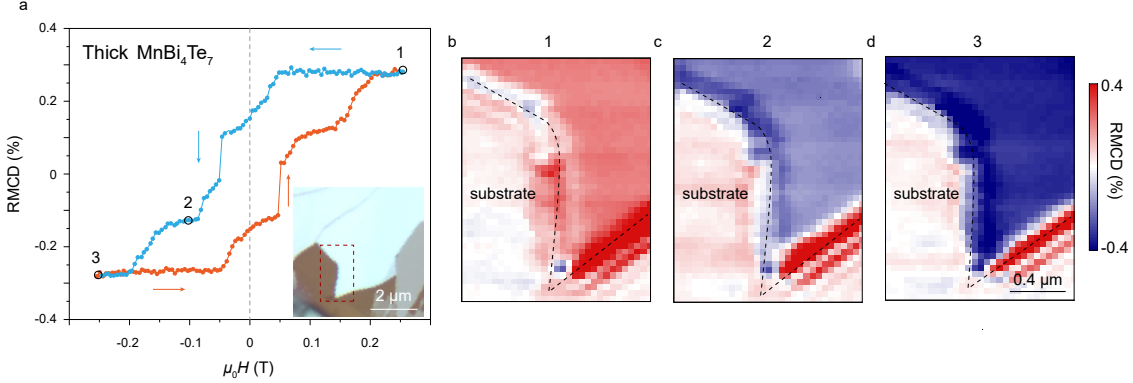 a
Thick MnBi₄Te₇
RMCD (%)
0.4
0.2
0
-0.2
-0.4
-0.2
-0.1
0
0.1
0.2
μ₀H (T)
1
2
3
2 μm
b
1
substrate
c
2
substrate
d
3
substrate
0.4 μm
0.4
RMCD (%)
-0.4